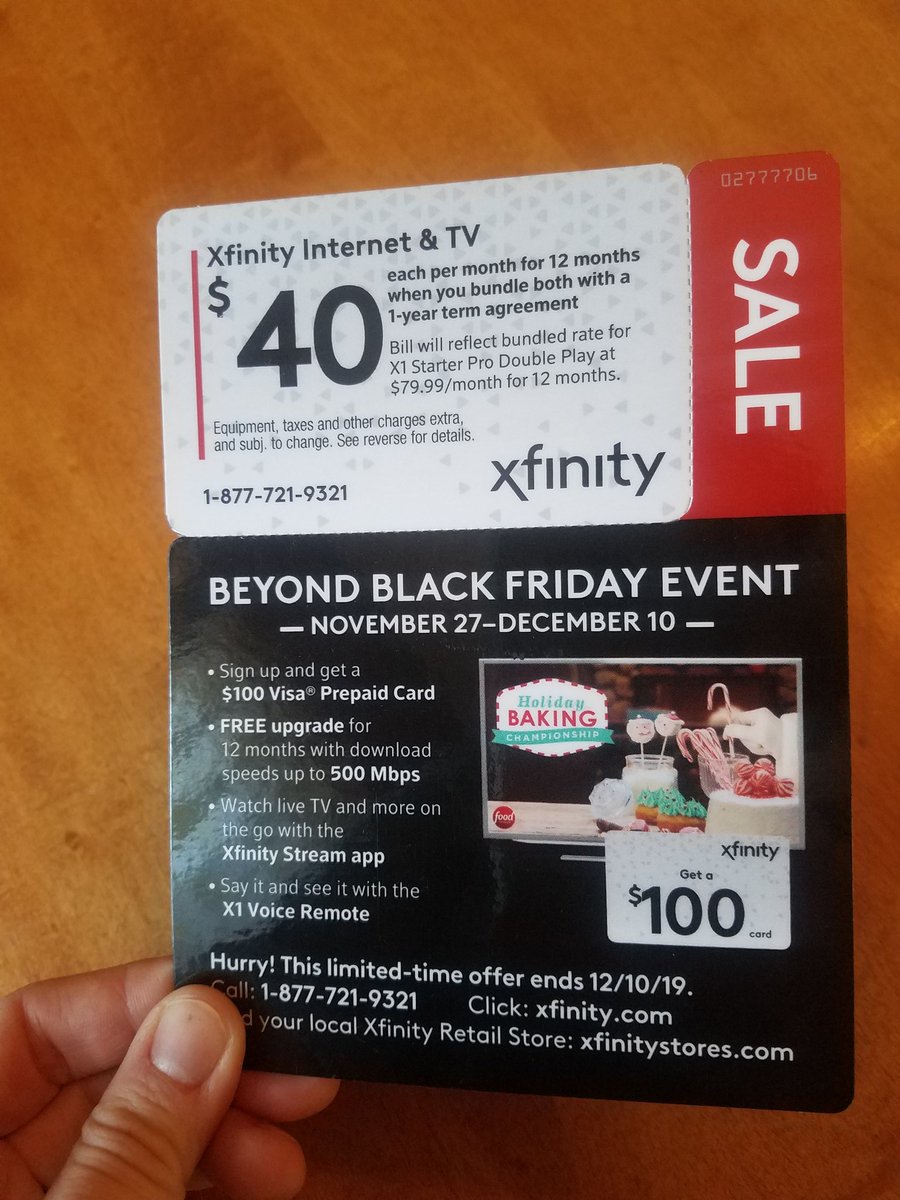 02777706
SALE
Xfinity Internet & TV
$40
each per month for 12 months
when you bundle both with a
1-year term agreement
Bill will reflect bundled rate for
X1 Starter Pro Double Play at
$79.99/month for 12 months.
Equipment, taxes and other charges extra,
and subj. to change. See reverse for details.
1-877-721-9321
xfinity
BEYOND BLACK FRIDAY EVENT
— NOVEMBER 27–DECEMBER 10 —
• Sign up and get a
$100 Visa® Prepaid Card
• FREE upgrade for
12 months with download
speeds up to 500 Mbps
• Watch live TV and more on
the go with the
Xfinity Stream app
• Say it and see it with the
X1 Voice Remote
Holiday
BAKING
CHAMPIONSHIP
food
xfinity
Get a
$100
card
Hurry! This limited-time offer ends 12/10/19.
Call: 1-877-721-9321 Click: xfinity.com
your local Xfinity Retail Store: xfinitystores.com